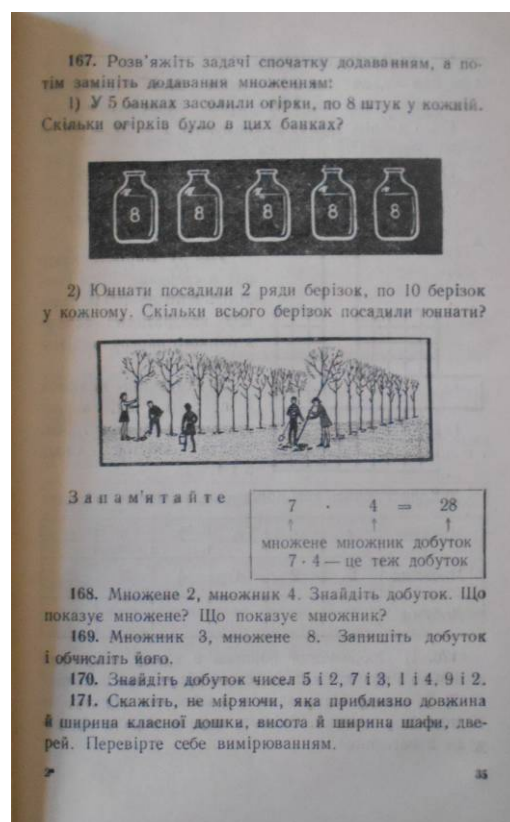 167. Розв'яжіть задачі спочатку додаванням, а по-
тім замініть додавання множенням:
1) У 5 банках засолили огірки, по 8 штук у кожній.
Скільки огірків було в цих банках?
8 8 8 8 8
2) Юннати посадили 2 ряди берізок, по 10 берізок
у кожному. Скільки всього берізок посадили юннати?
Запам'ятайте
7 · 4 = 28
↑ ↑ ↑
множене множник добуток
7 · 4 — це теж добуток
168. Множене 2, множник 4. Знайдіть добуток. Що
показує множене? Що показує множник?
169. Множник 3, множене 8. Запишіть добуток
і обчисліть його.
170. Знайдіть добуток чисел 5 і 2, 7 і 3, 1 і 4, 9 і 2.
171. Скажіть, не міряючи, яка приблизно довжина
й ширина класної дошки, висота й ширина шафи, две-
рей. Перевірте себе вимірюванням.
2* 35